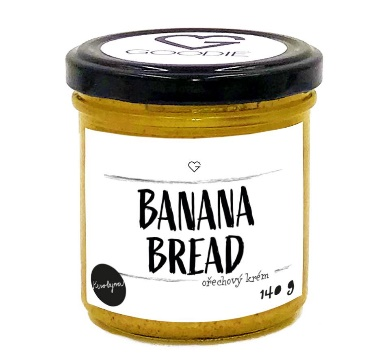 GOODIE
BANANA
BREAD
ořechový krém
140 g